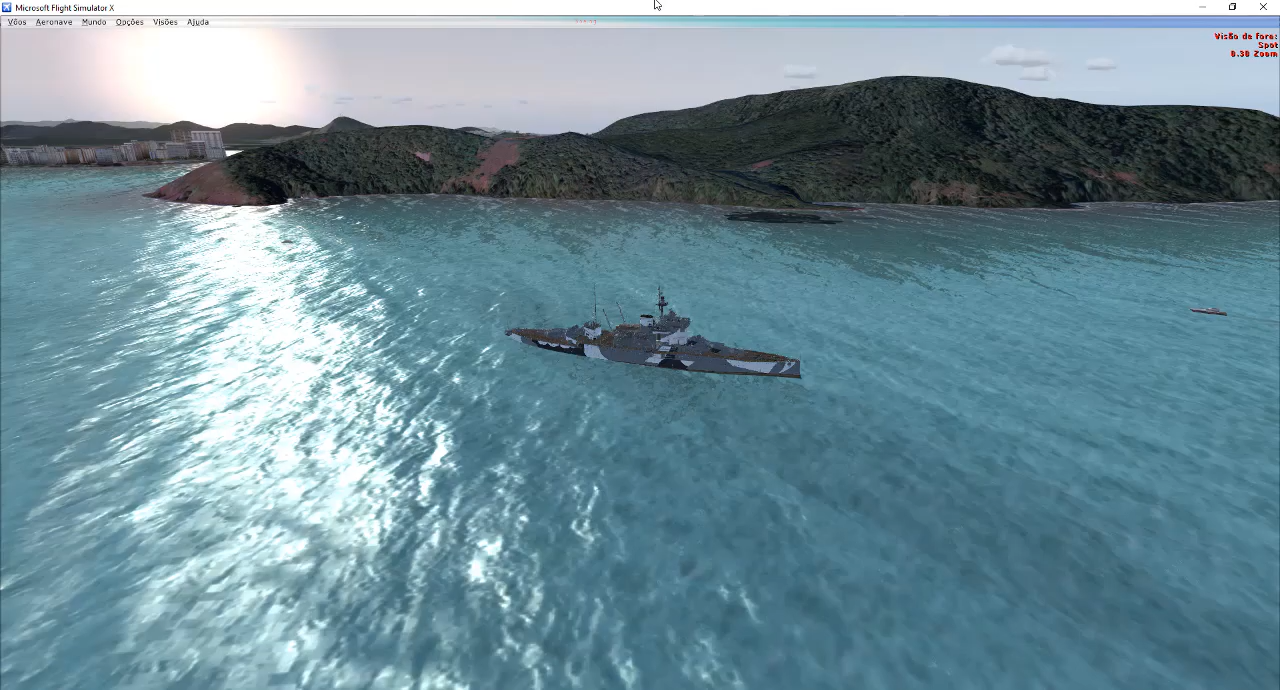 Microsoft Flight Simulator X
Vôos Aeronave Mundo Opções Visões Ajuda
Visão de fora:
Spot
0.30 Zoom